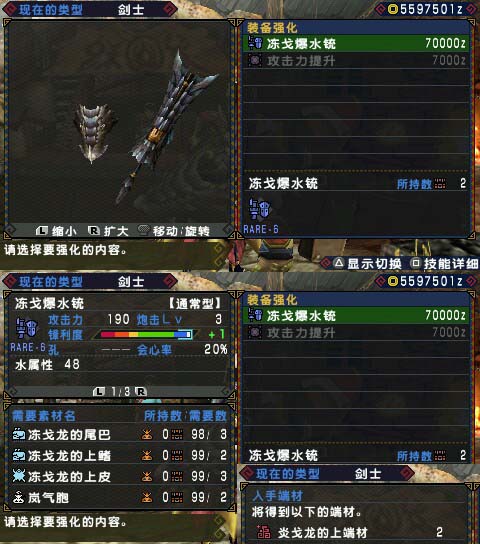 现在的类型 剑士
5597501z
装备强化
冻戈爆水铳 70000z
攻击力提升 7000z
冻戈爆水铳 所持数 2
RARE-6
L 缩小 R 扩大 移动/旋转
请选择要强化的内容。
△显示切换 □技能详细
现在的类型 剑士
5597501z
冻戈爆水铳 【通常型】
攻击力 190 炮击Lv 3
锋利度 +1
RARE-6 孔 --- 会心率 20%
水属性 48
L 1/3 R
需要素材名 所持数/需要数
冻戈龙的尾巴 0 98/ 3
冻戈龙的上鳍 0 99/ 2
冻戈龙的上皮 0 99/ 3
岚气胞 0 99/ 2
请选择要强化的内容。
装备强化
冻戈爆水铳 70000z
攻击力提升 7000z
冻戈爆水铳 所持数 2
现在的类型 剑士
入手端材
将得到以下的端材。
炎戈龙的上端材 2